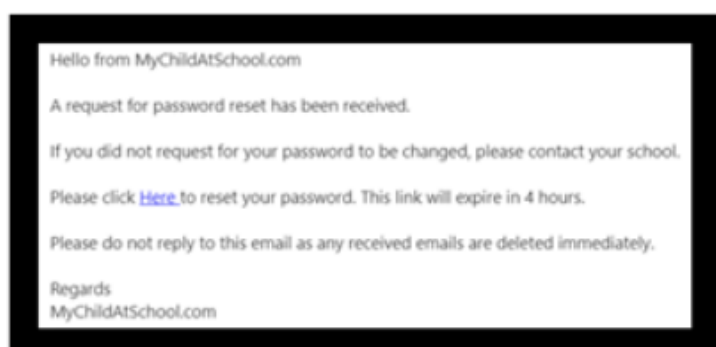 Hello from MyChildAtSchool.com
A request for password reset has been received.
If you did not request for your password to be changed, please contact your school.
Please click Here to reset your password. This link will expire in 4 hours.
Please do not reply to this email as any received emails are deleted immediately.
Regards
MyChildAtSchool.com